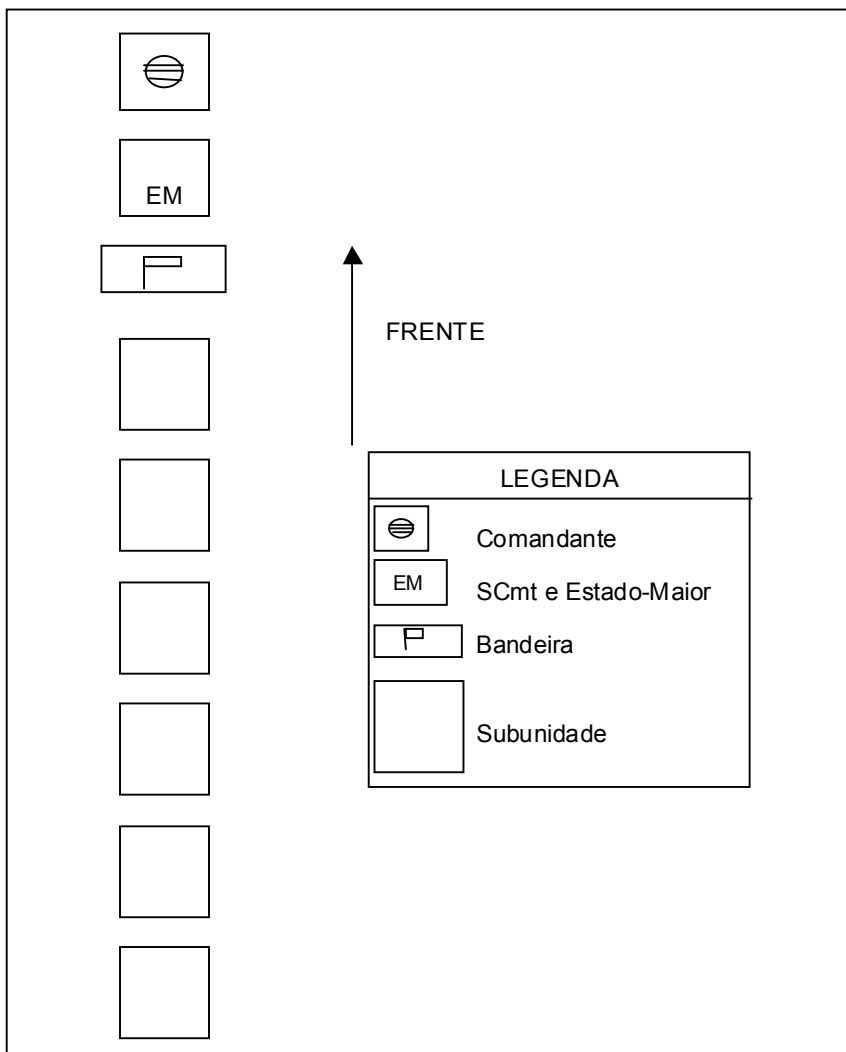 EM
FRENTE
LEGENDA
Comandante
EM SCmt e Estado-Maior
Bandeira
Subunidade